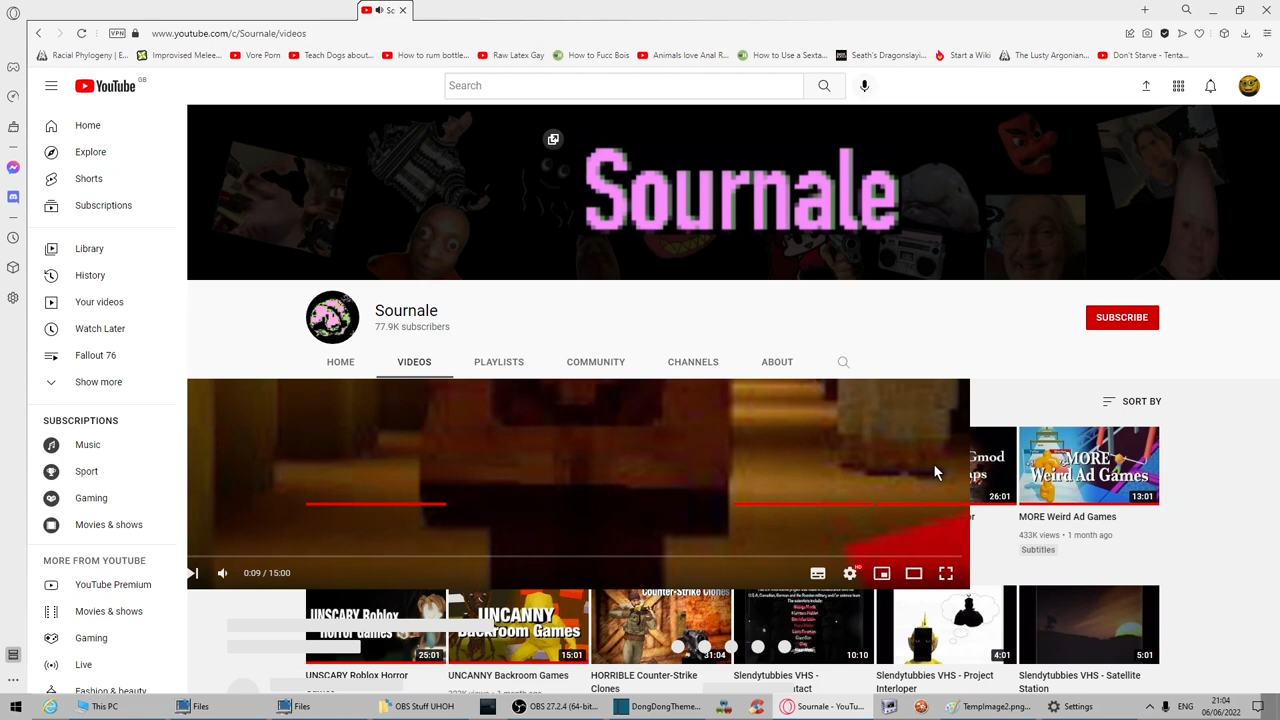 Sc
VPN www.youtube.com/c/Sournale/videos
Racial Phylogeny | E... Improvised Melee... Vore Porn Teach Dogs about... How to rum bottle... Raw Latex Gay How to Fucc Bois Animals love Anal R... How to Use a Sexta... Seath's Dragonslayi... Start a Wiki The Lusty Argonian... Don't Starve - Terra
YouTube GB
Search
Home
Explore
Shorts
Subscriptions
Library
History
Your videos
Watch Later
Fallout 76
Show more
SUBSCRIPTIONS
Music
Sport
Gaming
Movies & shows
MORE FROM YOUTUBE
YouTube Premium
Movies & shows
Gaming
Live
Fashion & beauty
Sournale
Sournale
77.9K subscribers
SUBSCRIBE
HOME VIDEOS PLAYLISTS COMMUNITY CHANNELS ABOUT
SORT BY
Gmod
26:01
MORE
Weird Ad Games
13:01
MORE Weird Ad Games
433K views • 1 month ago
Subtitles
0:09 / 15:00
HD
UNSCARY Roblox
Horror Games
25:01
UNSCARY Roblox Horror
UNCANNY
Backroom Games
15:01
UNCANNY Backroom Games
Counter-Strike Clones
31:04
HORRIBLE Counter-Strike
Clones
10:10
Slendytubbies VHS -
4:01
Slendytubbies VHS - Project
Interloper
5:01
Slendytubbies VHS - Satellite
Station
This PC Files Files OBS Stuff UHOH OBS 27.2.4 (64-bit... DongDongTheme... Sournale - YouTu... TempImage2.png... Settings ENG
21:04
06/06/2022